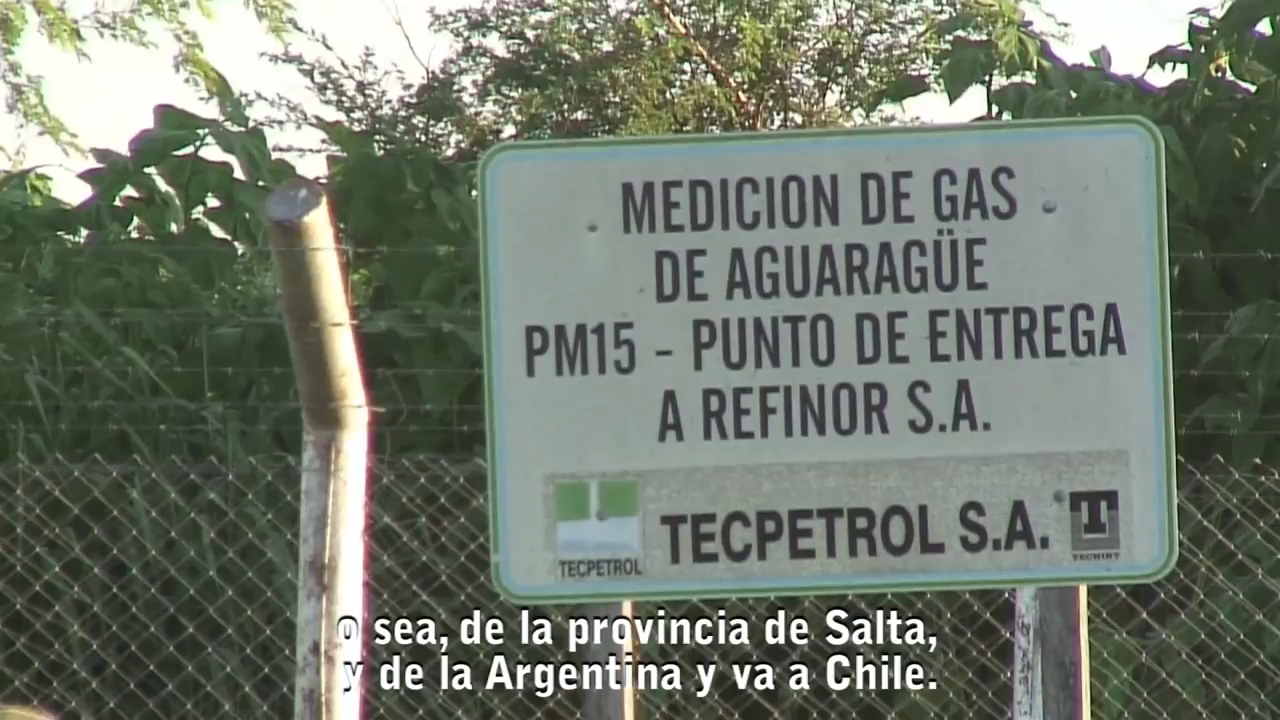 MEDICION DE GAS
DE AGUARAGÜE
PM15 - PUNTO DE ENTREGA
A REFINOR S.A.
TECPETROL
TECPETROL S.A.
TECHINT
o sea, de la provincia de Salta,
y de la Argentina y va a Chile.